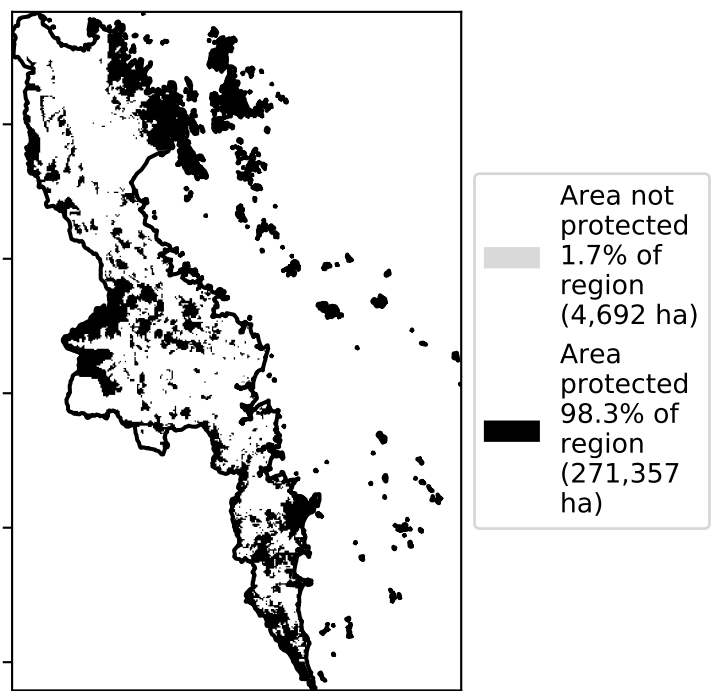 Area not
protected
1.7% of
region
(4,692 ha)
Area
protected
98.3% of
region
(271,357
ha)